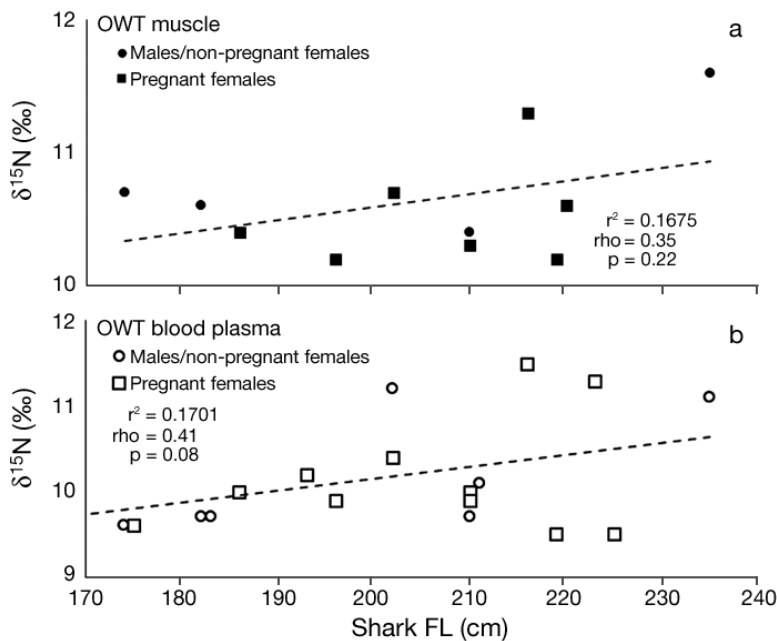 OWT muscle
a
Males/non-pregnant females
Pregnant females
12
11
10
δ¹⁵N (‰)
r² = 0.1675
rho = 0.35
p = 0.22
OWT blood plasma
b
Males/non-pregnant females
Pregnant females
r² = 0.1701
rho = 0.41
p = 0.08
12
11
10
9
δ¹⁵N (‰)
170 180 190 200 210 220 230 240
Shark FL (cm)